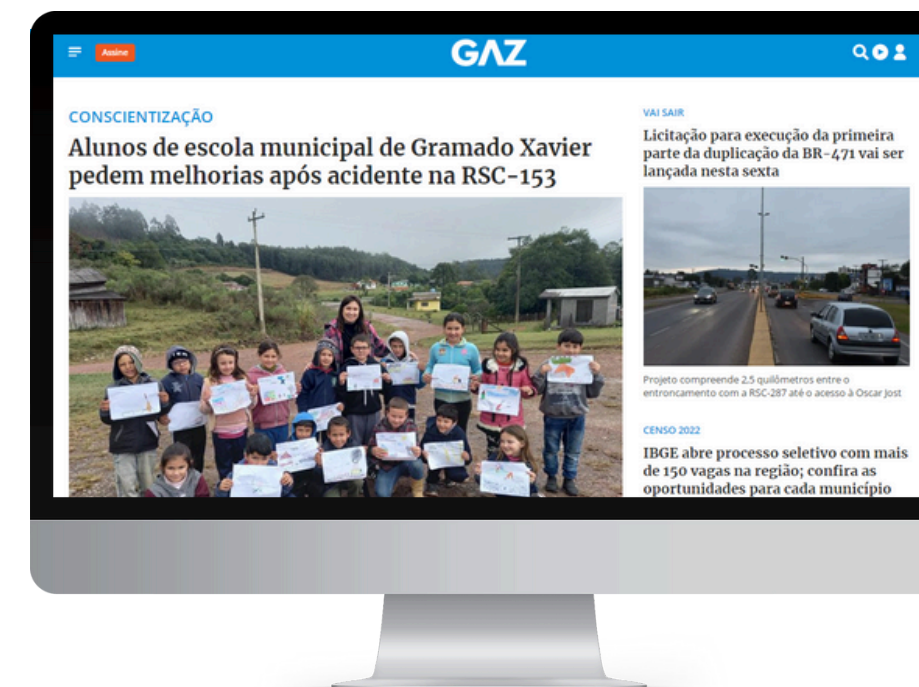 Assine
GAZ
CONSCIENTIZAÇÃO
Alunos de escola municipal de Gramado Xavier
pedem melhorias após acidente na RSC-153
VAI SAIR
Licitação para execução da primeira
parte da duplicação da BR-471 vai ser
lançada nesta sexta
Projeto compreende 2,5 quilômetros entre o
entroncamento com a RSC-287 até o acesso à Oscar Jost
CENSO 2022
IBGE abre processo seletivo com mais
de 150 vagas na região; confira as
oportunidades para cada município